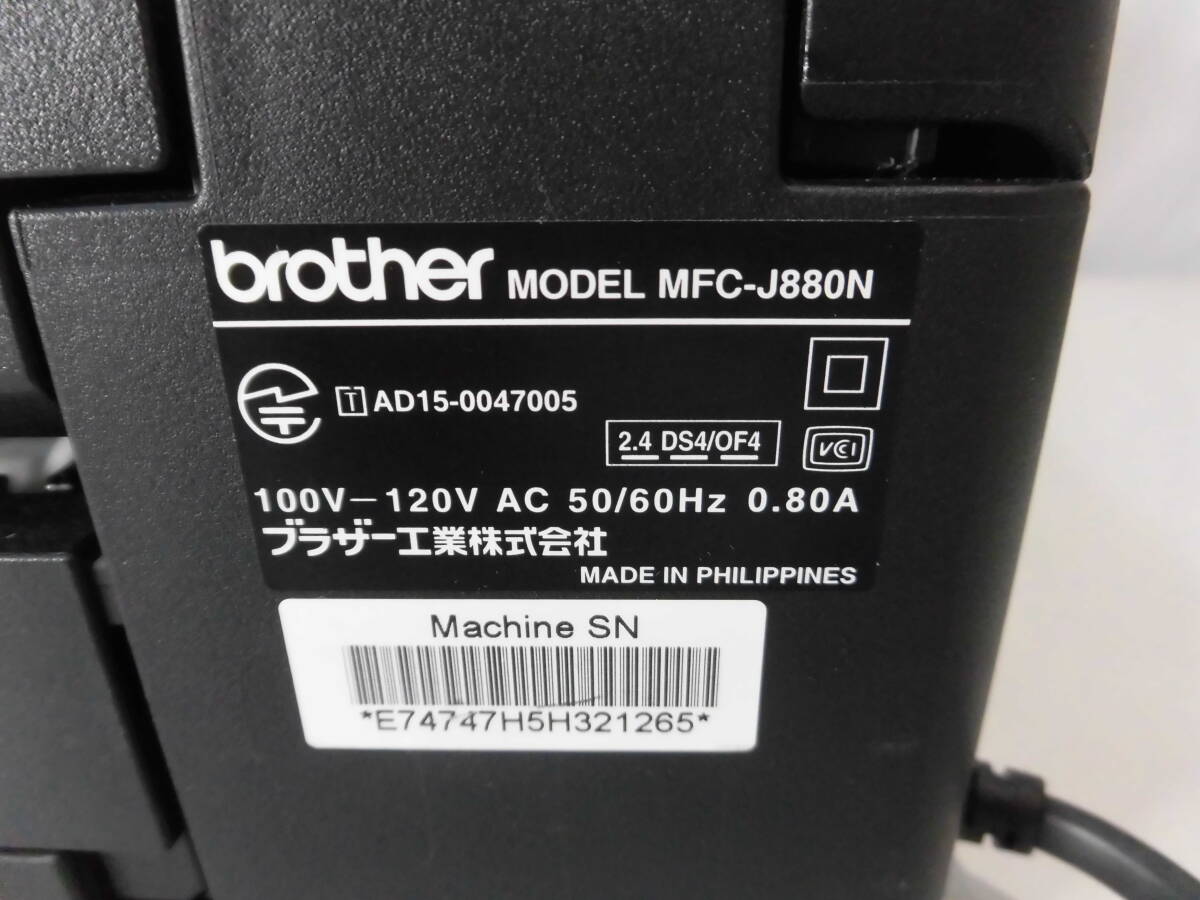 brother MODEL MFC-J880N
T AD15-0047005
2.4 DS4/OF4
VCI
100V-120V AC 50/60Hz 0.80A
ブラザー工業株式会社
MADE IN PHILIPPINES
Machine SN
*E74747H5H321265*